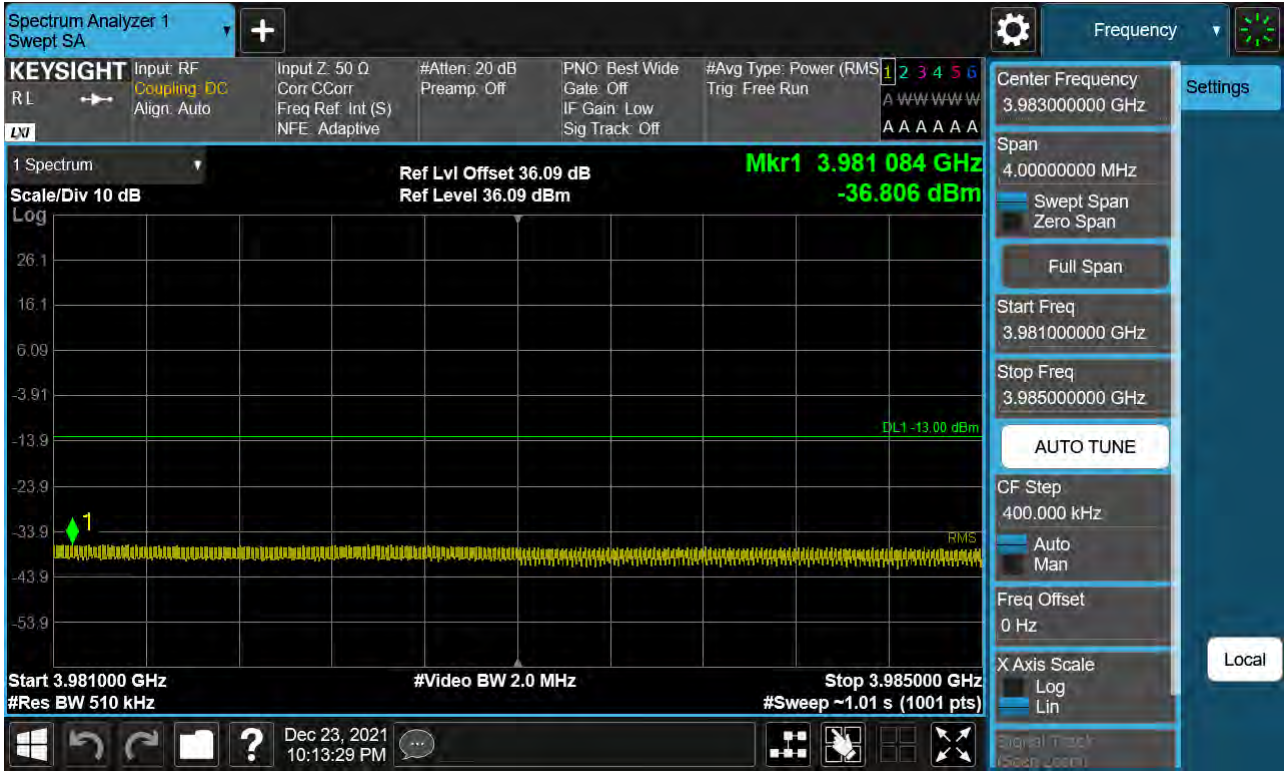 Spectrum Analyzer 1
Swept SA
+
Frequency
KEYSIGHT
RL
LXI
Input: RF
Coupling: DC
Align: Auto
Input Z: 50 Ω
Corr CCorr
Freq Ref: Int (S)
NFE: Adaptive
#Atten: 20 dB
Preamp: Off
PNO: Best Wide
Gate: Off
IF Gain: Low
Sig Track: Off
#Avg Type: Power (RMS
Trig: Free Run
1 2 3 4 5 6
A W W W W W
A A A A A A
1 Spectrum
Scale/Div 10 dB
Log
Ref Lvl Offset 36.09 dB
Ref Level 36.09 dBm
Mkr1 3.981 084 GHz
-36.806 dBm
26.1
16.1
6.09
-3.91
DL1 -13.00 dBm
-13.9
-23.9
1
-33.9
RMS
-43.9
-53.9
Start 3.981000 GHz
#Video BW 2.0 MHz
Stop 3.985000 GHz
#Res BW 510 kHz
#Sweep ~1.01 s (1001 pts)
Center Frequency
3.983000000 GHz
Settings
Span
4.00000000 MHz
Swept Span
Zero Span
Full Span
Start Freq
3.981000000 GHz
Stop Freq
3.985000000 GHz
AUTO TUNE
CF Step
400.000 kHz
Auto
Man
Freq Offset
0 Hz
X Axis Scale
Log
Lin
Signal Track
(Span Zoom)
Local
?
Dec 23, 2021
10:13:29 PM